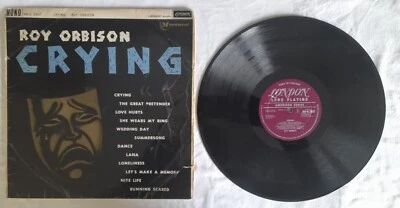 MONO
LONDON
ROY ORBISON
CRYING
CRYING
THE GREAT PRETENDER
LOVE HURTS
SHE WEARS MY RING
WEDDING DAY
SUMMERSONG
DANCE
LANA
LONELINESS
LET'S MAKE A MEMORY
NITE LIFE
RUNNING SCARED
LONDON
LONG PLAYING